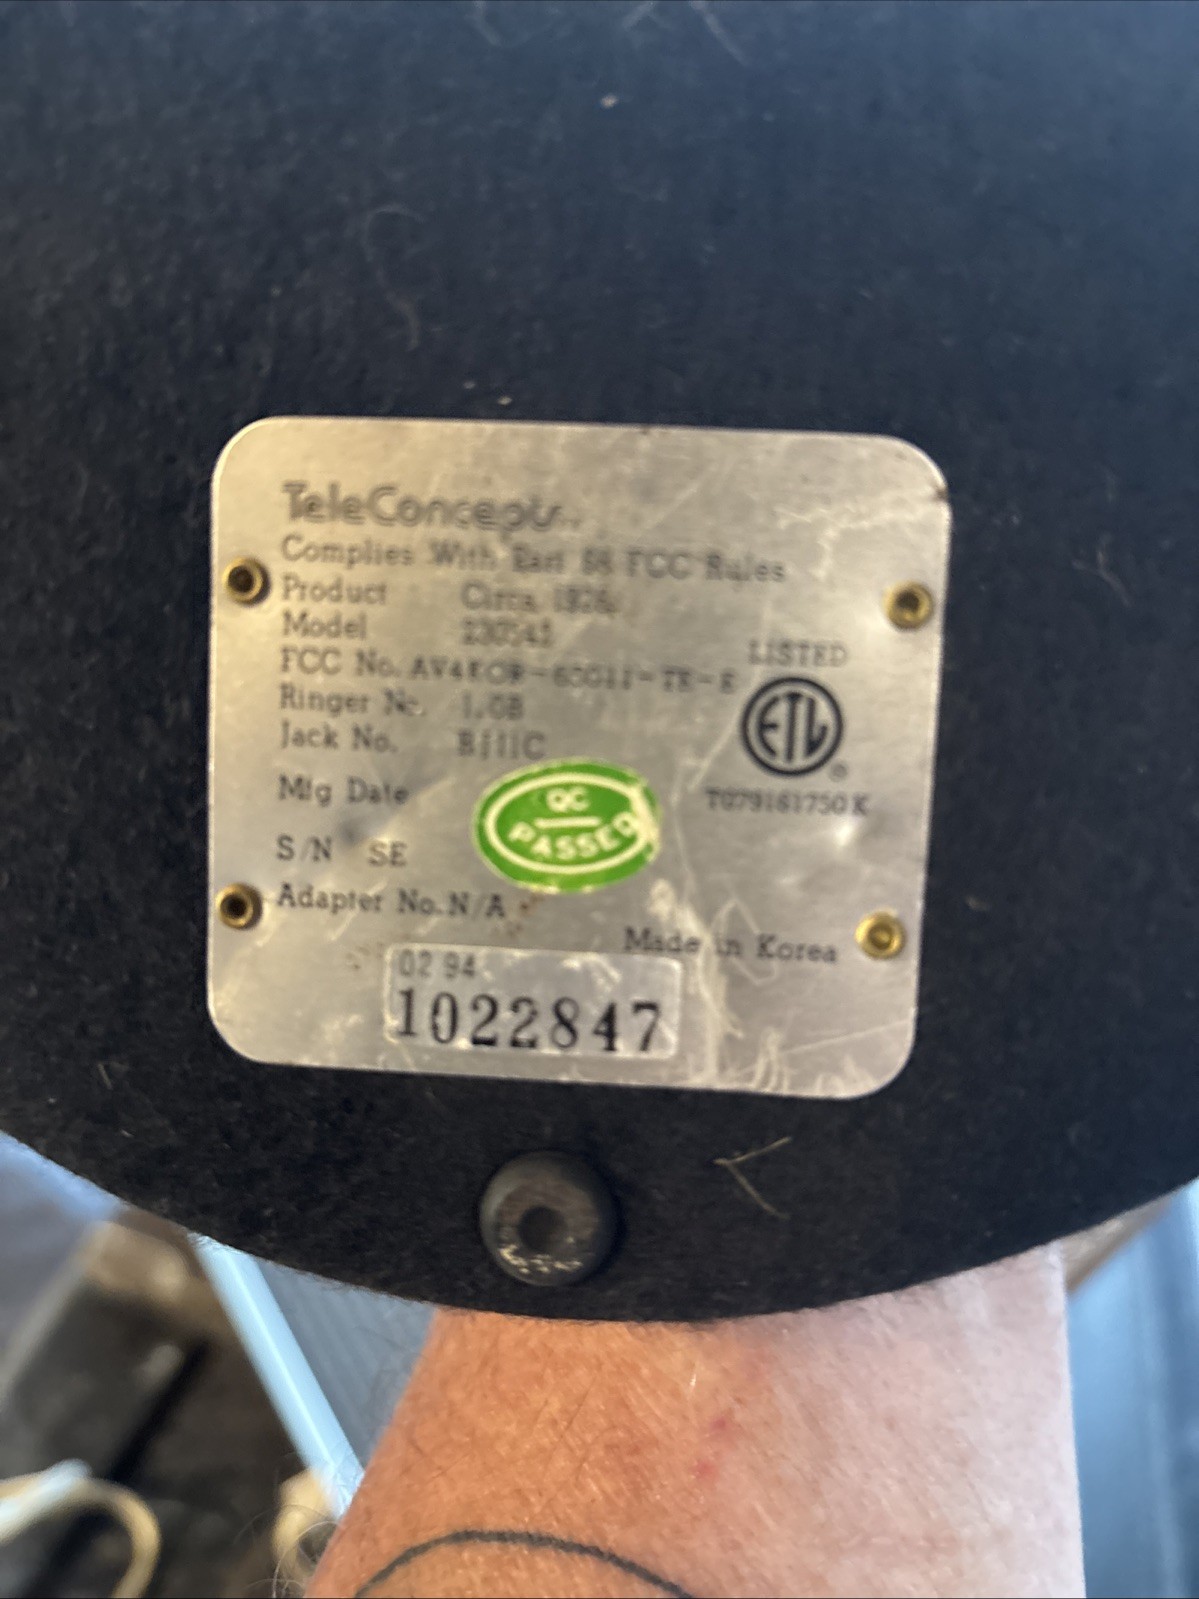 TeleConcepts
Complies With Part 68 FCC Rules
Product Circa
Model
FCC No.
Ringer No. 1.0B
Jack No. RJ11C
LISTED
ETL
®
T079161750K
Mfg Date
QC
PASSED
S/N SE
Adapter No. N/A
Made in Korea
02 94
1022847